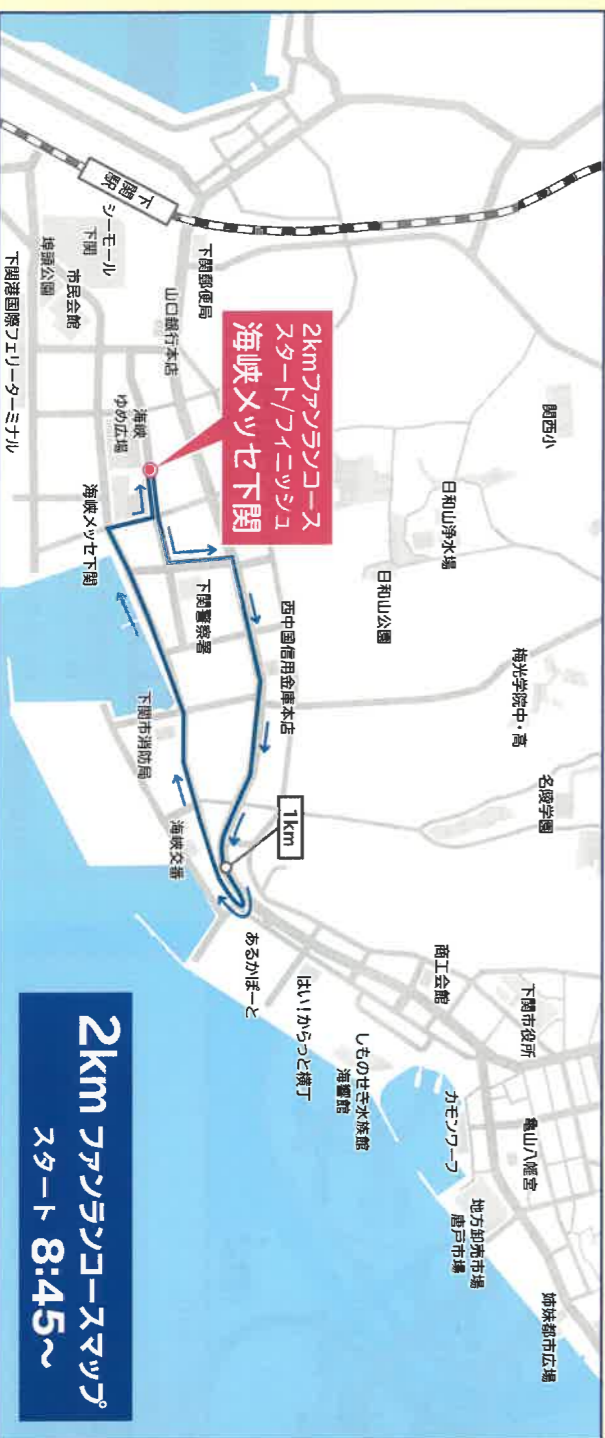 2kmファンランコース
スタート/フィニッシュ
海峡メッセ下関
関西小
日和山浄水場
日和山公園
梅光学院中・高
名陵学園
下関駅
シーモール
下関
下関郵便局
山口銀行本店
市民会館
埠頭公園
下関港国際フェリーターミナル
海峡
ゆめ広場
海峡メッセ下関
下関警察署
西中国信用金庫本店
1km
下関市消防局
海峡交番
あるかぽーと
はい!からっと横丁
しものせき水族館
海響館
商工会館
下関市役所
カモンワーフ
亀山八幡宮
地方卸売市場
唐戸市場
姉妹都市広場
2km ファンランコースマップ
スタート 8:45~